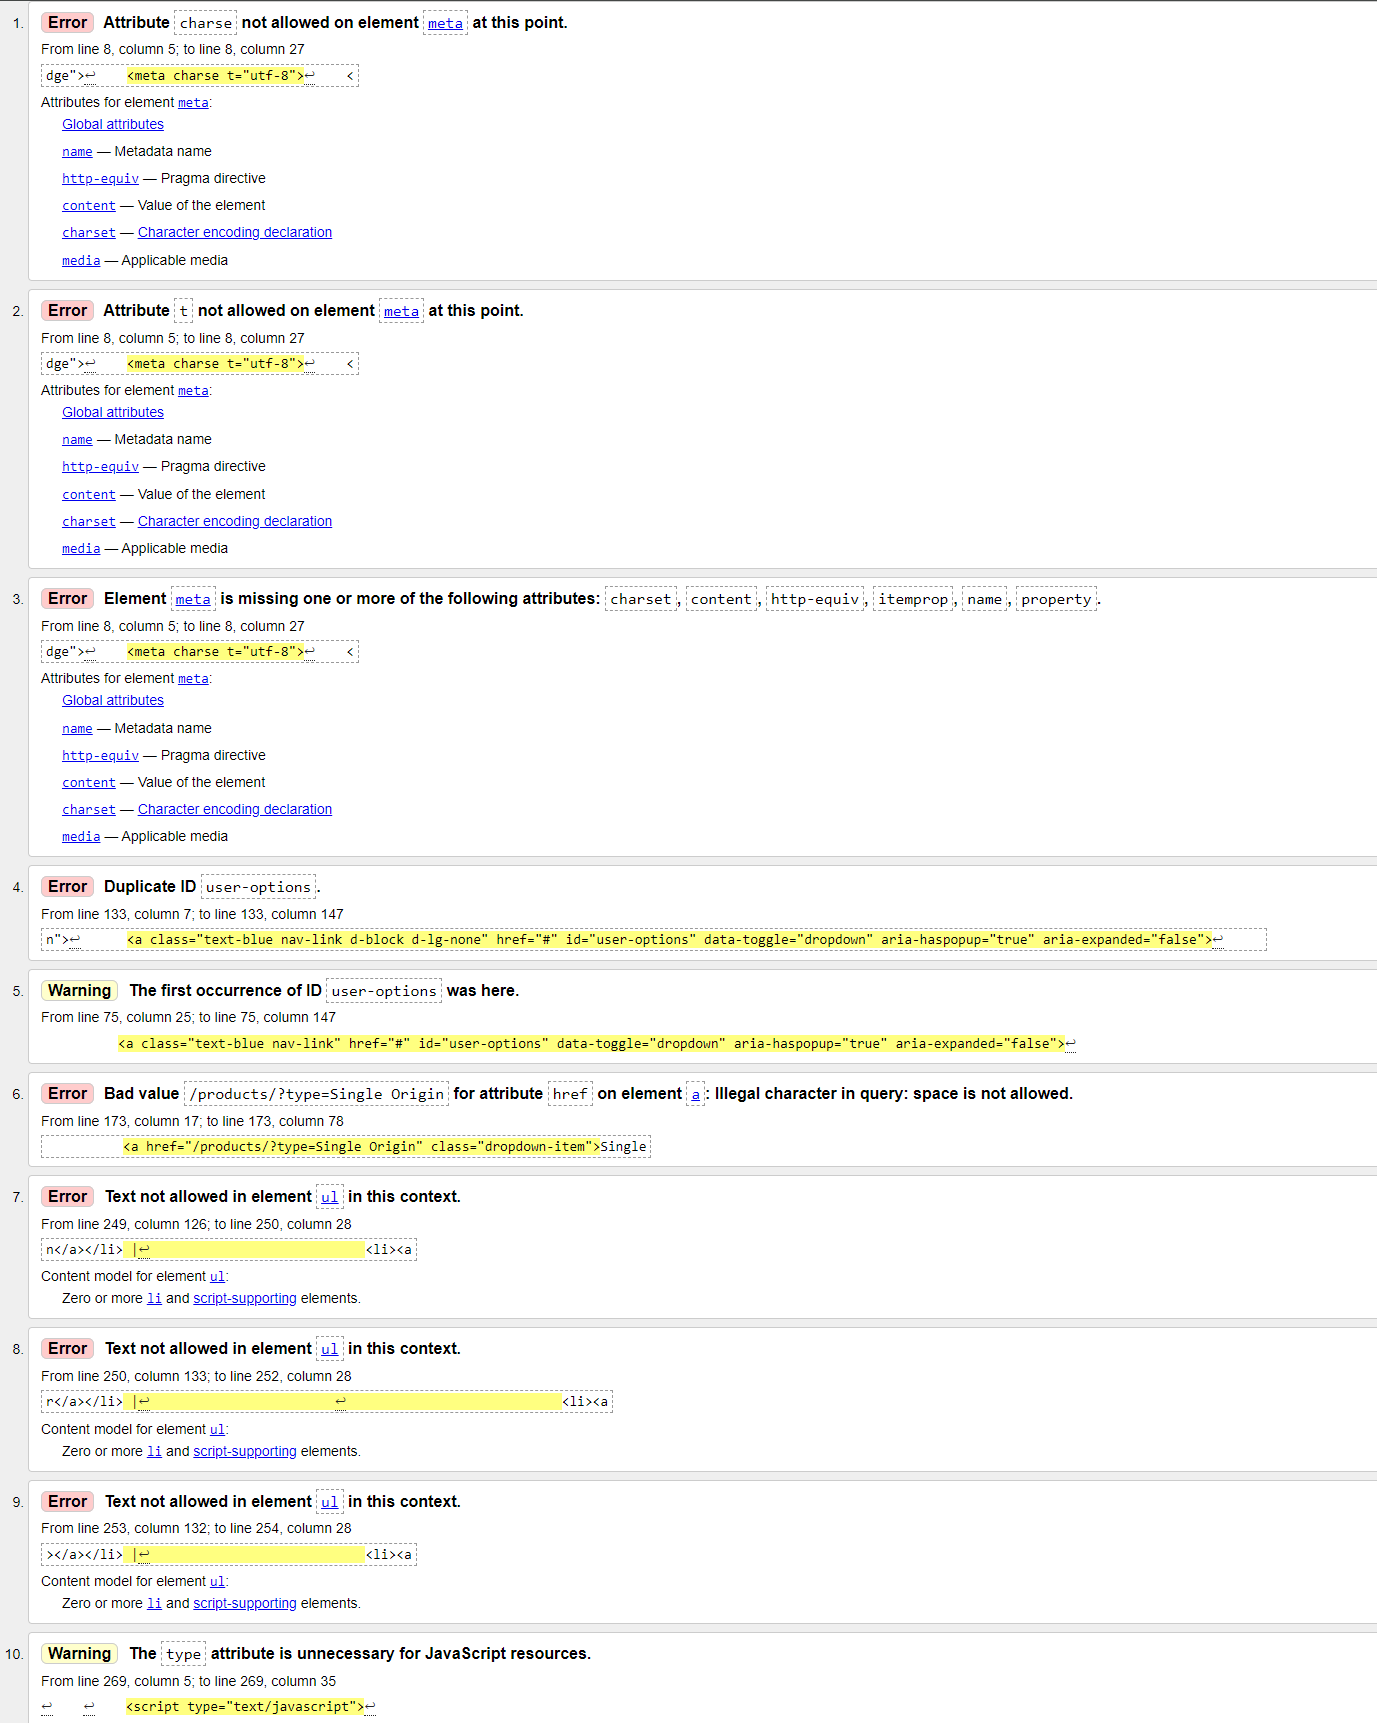 1. Error Attribute charse not allowed on element meta at this point.
From line 8, column 5; to line 8, column 27
dge">↩    <meta charse t="utf-8">↩    <
Attributes for element meta:
Global attributes
name — Metadata name
http-equiv — Pragma directive
content — Value of the element
charset — Character encoding declaration
media — Applicable media
2. Error Attribute t not allowed on element meta at this point.
From line 8, column 5; to line 8, column 27
dge">↩    <meta charse t="utf-8">↩    <
Attributes for element meta:
Global attributes
name — Metadata name
http-equiv — Pragma directive
content — Value of the element
charset — Character encoding declaration
media — Applicable media
3. Error Element meta is missing one or more of the following attributes: charset, content, http-equiv, itemprop, name, property.
From line 8, column 5; to line 8, column 27
dge">↩    <meta charse t="utf-8">↩    <
Attributes for element meta:
Global attributes
name — Metadata name
http-equiv — Pragma directive
content — Value of the element
charset — Character encoding declaration
media — Applicable media
4. Error Duplicate ID user-options.
From line 133, column 7; to line 133, column 147
n">↩      <a class="text-blue nav-link d-block d-lg-none" href="#" id="user-options" data-toggle="dropdown" aria-haspopup="true" aria-expanded="false">↩
5. Warning The first occurrence of ID user-options was here.
From line 75, column 25; to line 75, column 147
<a class="text-blue nav-link" href="#" id="user-options" data-toggle="dropdown" aria-haspopup="true" aria-expanded="false">↩
6. Error Bad value /products/?type=Single Origin for attribute href on element a: Illegal character in query: space is not allowed.
From line 173, column 17; to line 173, column 78
<a href="/products/?type=Single Origin" class="dropdown-item">Single
7. Error Text not allowed in element ul in this context.
From line 249, column 126; to line 250, column 28
n</a></li> |↩                            <li><a
Content model for element ul:
Zero or more li and script-supporting elements.
8. Error Text not allowed in element ul in this context.
From line 250, column 133; to line 252, column 28
r</a></li> |↩                        ↩                            <li><a
Content model for element ul:
Zero or more li and script-supporting elements.
9. Error Text not allowed in element ul in this context.
From line 253, column 132; to line 254, column 28
></a></li> |↩                            <li><a
Content model for element ul:
Zero or more li and script-supporting elements.
10. Warning The type attribute is unnecessary for JavaScript resources.
From line 269, column 5; to line 269, column 35
↩    ↩    <script type="text/javascript">↩